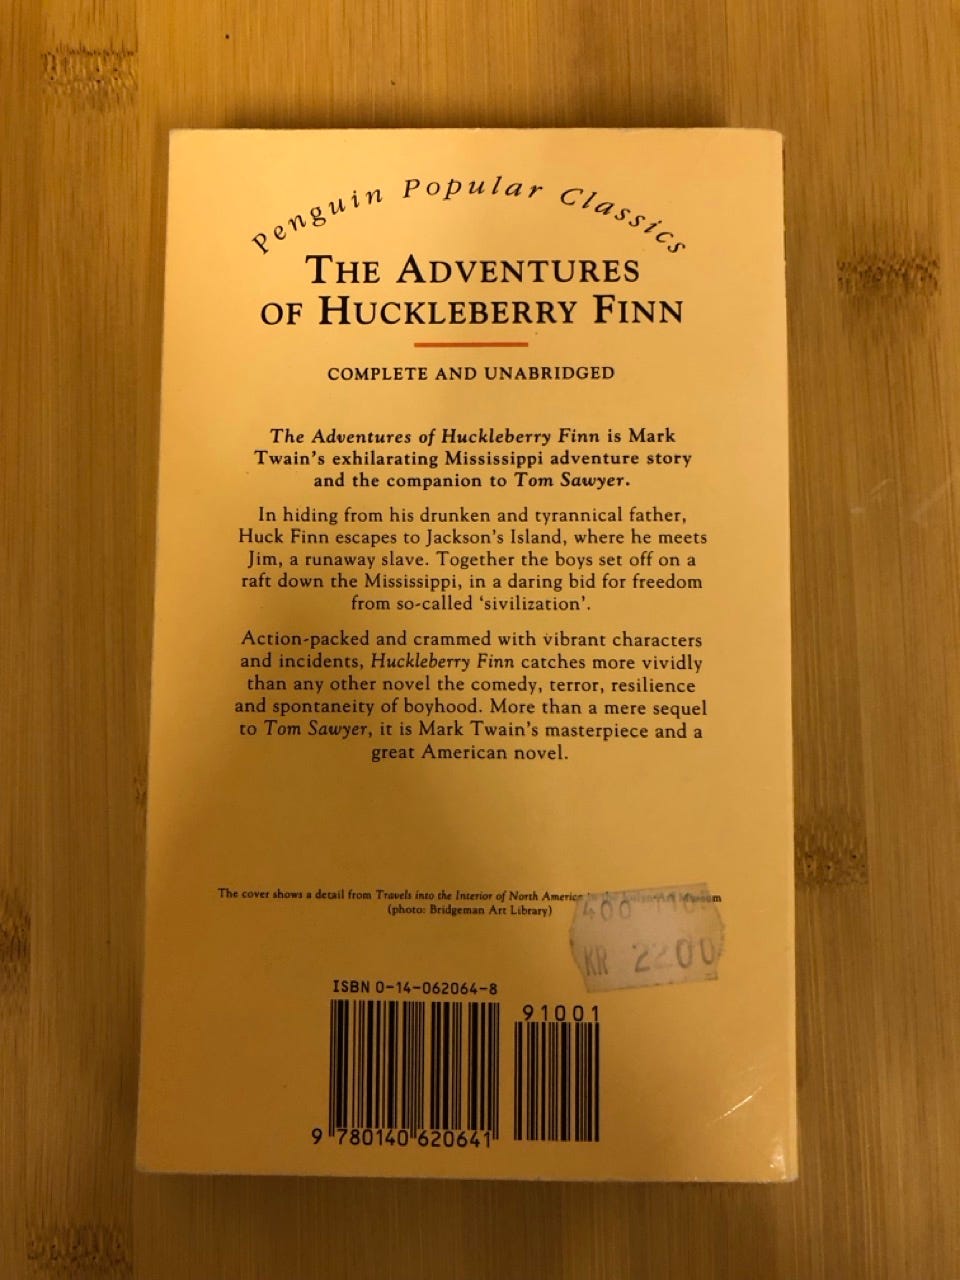 Penguin Popular Classics
THE ADVENTURES
OF HUCKLEBERRY FINN
COMPLETE AND UNABRIDGED
The Adventures of Huckleberry Finn is Mark
Twain's exhilarating Mississippi adventure story
and the companion to Tom Sawyer.
In hiding from his drunken and tyrannical father,
Huck Finn escapes to Jackson's Island, where he meets
Jim, a runaway slave. Together the boys set off on a
raft down the Mississippi, in a daring bid for freedom
from so-called ‘sivilization’.
Action-packed and crammed with vibrant characters
and incidents, Huckleberry Finn catches more vividly
than any other novel the comedy, terror, resilience
and spontaneity of boyhood. More than a mere sequel
to Tom Sawyer, it is Mark Twain's masterpiece and a
great American novel.
The cover shows a detail from Travels into the Interior of North America
(photo: Bridgeman Art Library)
KR 2200
ISBN 0-14-062064-8
91001
9 780140 620641